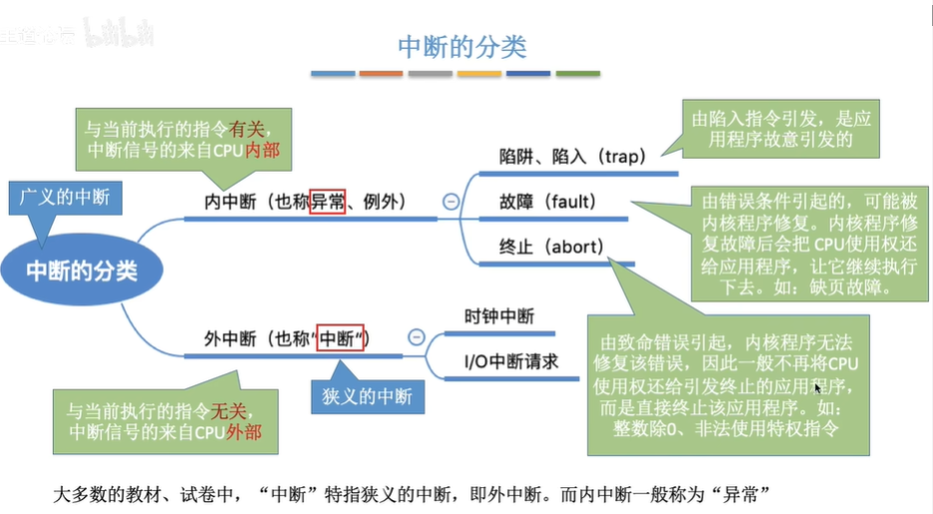 bilibili
中断的分类
与当前执行的指令有关，
中断信号的来自CPU内部
广义的中断
中断的分类
内中断（也称异常、例外）
陷阱、陷入（trap）
由陷入指令引发，是应
用程序故意引发的
故障（fault）
由错误条件引起的，可能被
内核程序修复。内核程序修
复故障后会把 CPU使用权还
给应用程序，让它继续执行
下去。如：缺页故障。
终止（abort）
由致命错误引起，内核程序无法
修复该错误，因此一般不再将CPU
使用权还给引发终止的应用程序，
而是直接终止该应用程序。如：
整数除0、非法使用特权指令
外中断（也称“中断“）
时钟中断
I/O中断请求
狭义的中断
与当前执行的指令无关，
中断信号的来自CPU外部
大多数的教材、试卷中，“中断”特指狭义的中断，即外中断。而内中断一般称为“异常”